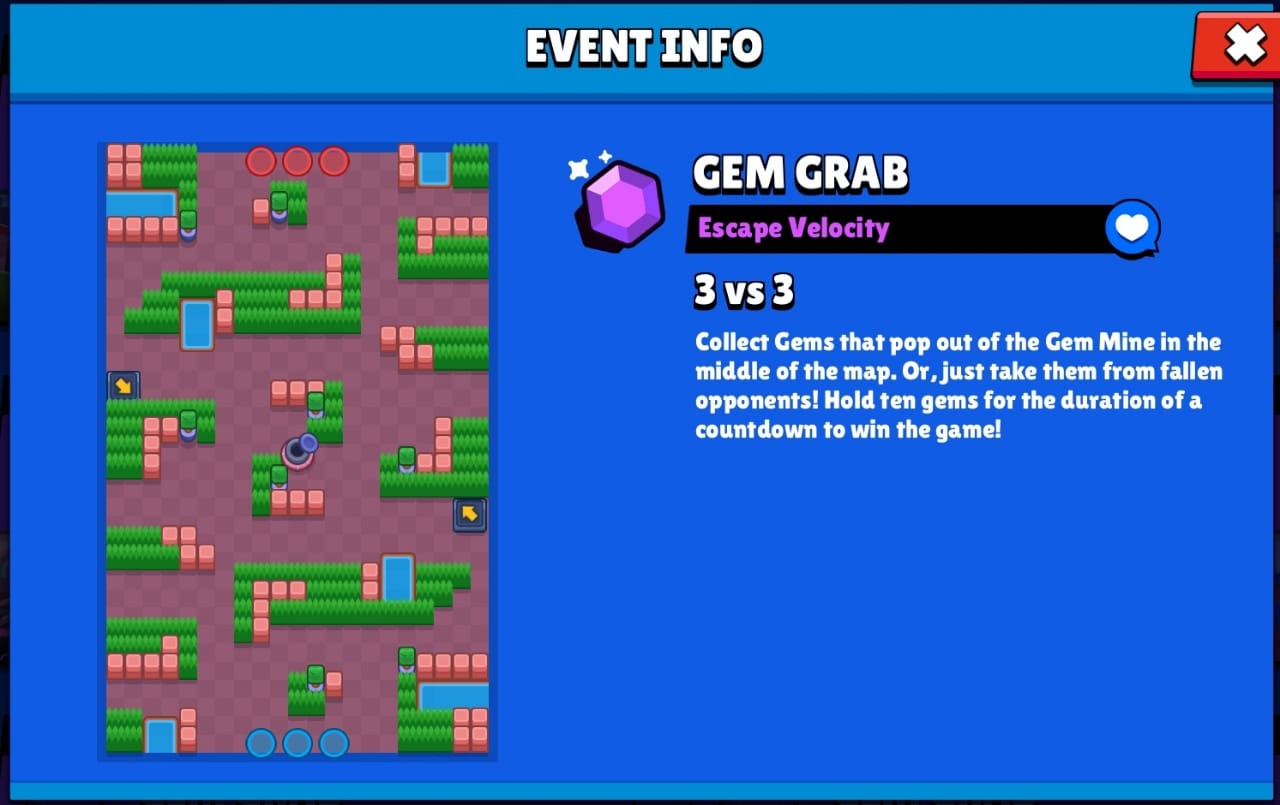 EVENT INFO
GEM GRAB
Escape Velocity
3 vs 3
Collect Gems that pop out of the Gem Mine in the
middle of the map. Or, just take them from fallen
opponents! Hold ten gems for the duration of a
countdown to win the game!